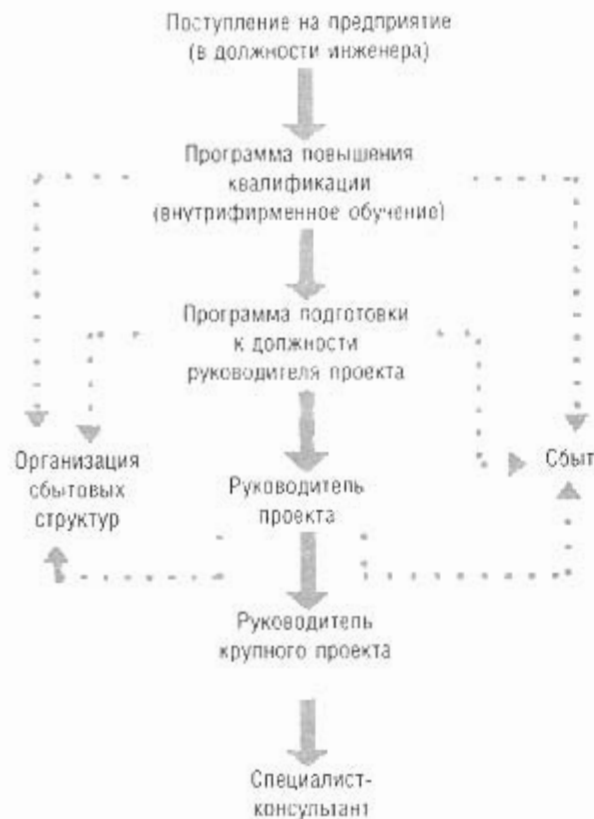 Поступление на предприятие
(в должности инженера)
Программа повышения
квалификации
(внутрифирменное обучение)
Программа подготовки
к должности
руководителя проекта
Организация
сбытовых
структур
Руководитель
проекта
Сбыт
Руководитель
крупного проекта
Специалист-
консультант